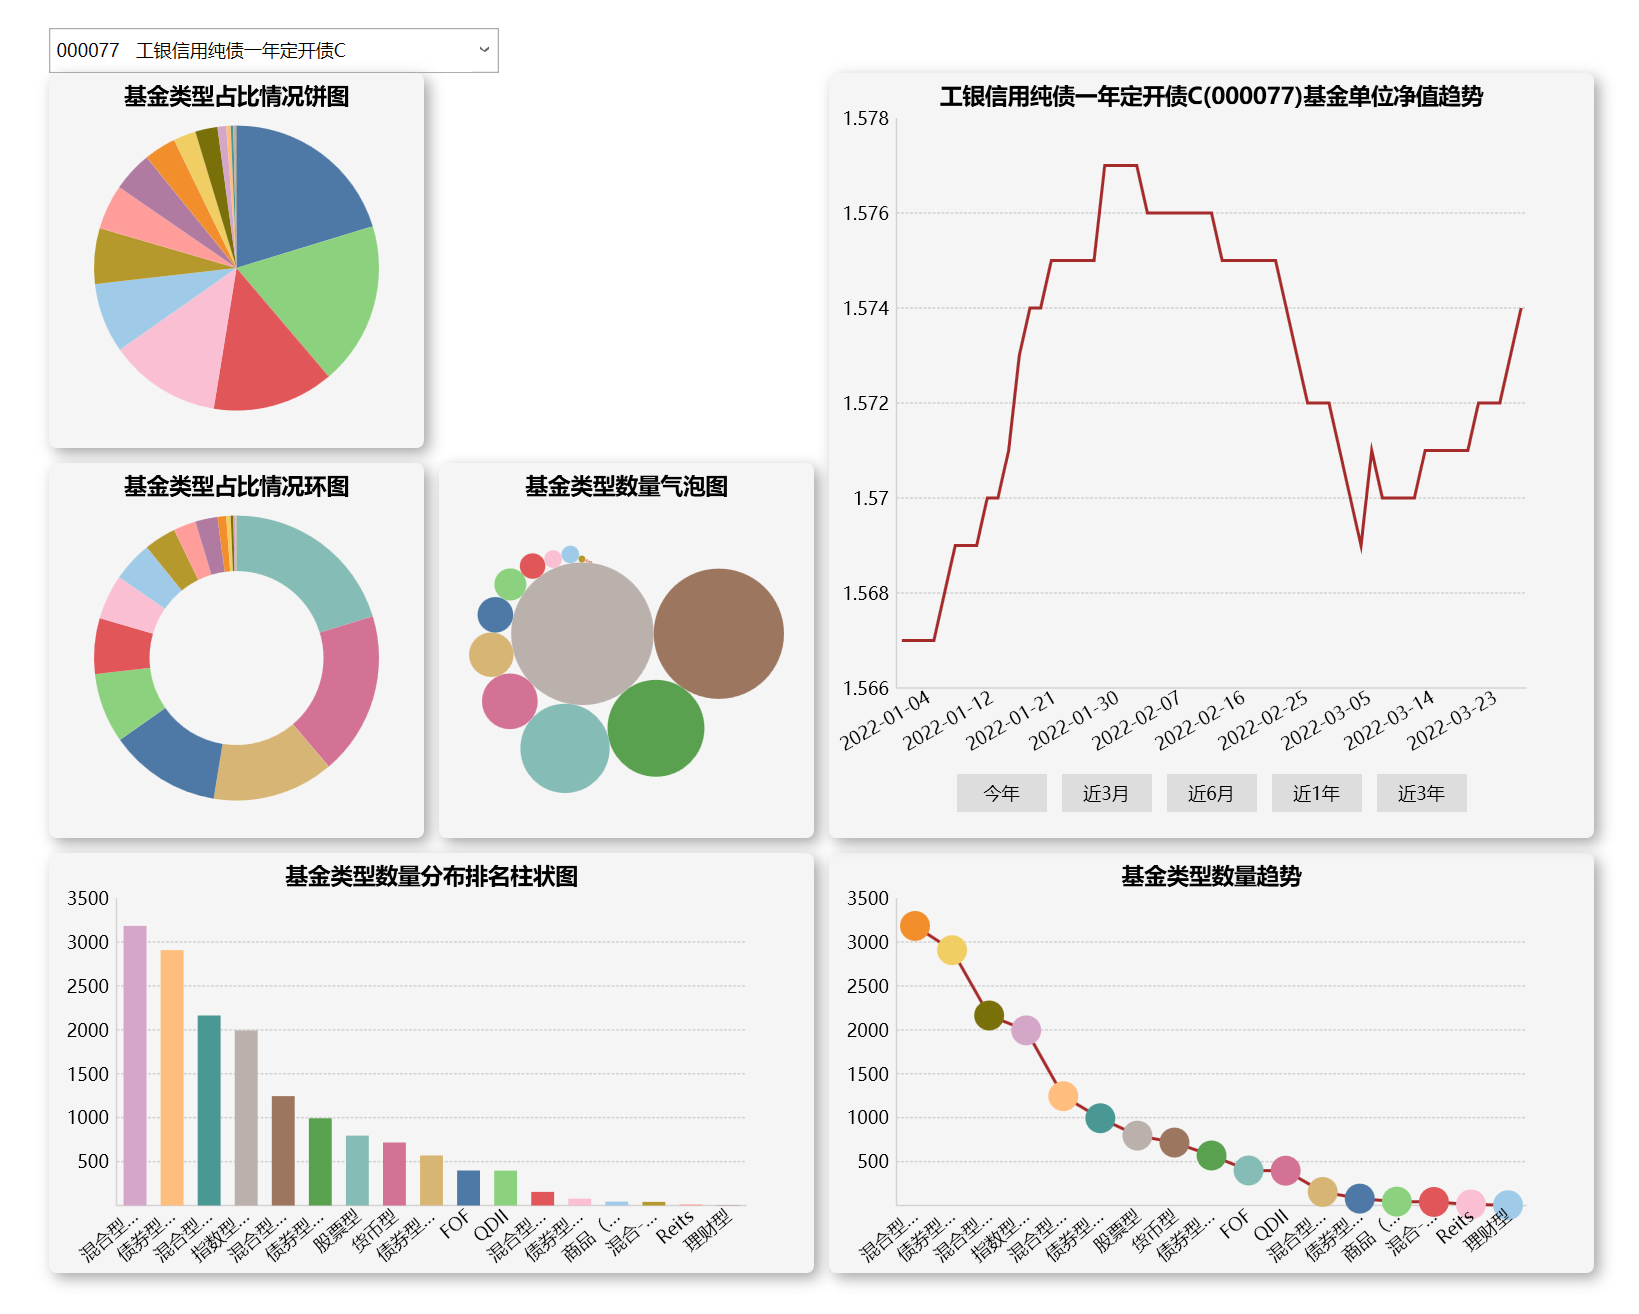 000077 工银信用纯债一年定开债C
基金类型占比情况饼图
工银信用纯债一年定开债C(000077)基金单位净值趋势
1.578
1.576
1.574
1.572
1.57
1.568
1.566
2022-01-04
2022-01-12
2022-01-21
2022-01-30
2022-02-07
2022-02-16
2022-02-25
2022-03-05
2022-03-14
2022-03-23
今年
近3月
近6月
近1年
近3年
基金类型占比情况环图
基金类型数量气泡图
基金类型数量分布排名柱状图
3500
3000
2500
2000
1500
1000
500
混合型...
债券型...
混合型...
指数型...
混合型...
债券型...
股票型
货币型
债券型...
FOF
QDII
混合型...
债券型...
商品（...
混合-...
Reits
理财型
基金类型数量趋势
3500
3000
2500
2000
1500
1000
500
混合型...
债券型...
混合型...
指数型...
混合型...
债券型...
股票型
货币型
债券型...
FOF
QDII
混合型...
债券型...
商品（...
混合-...
Reits
理财型